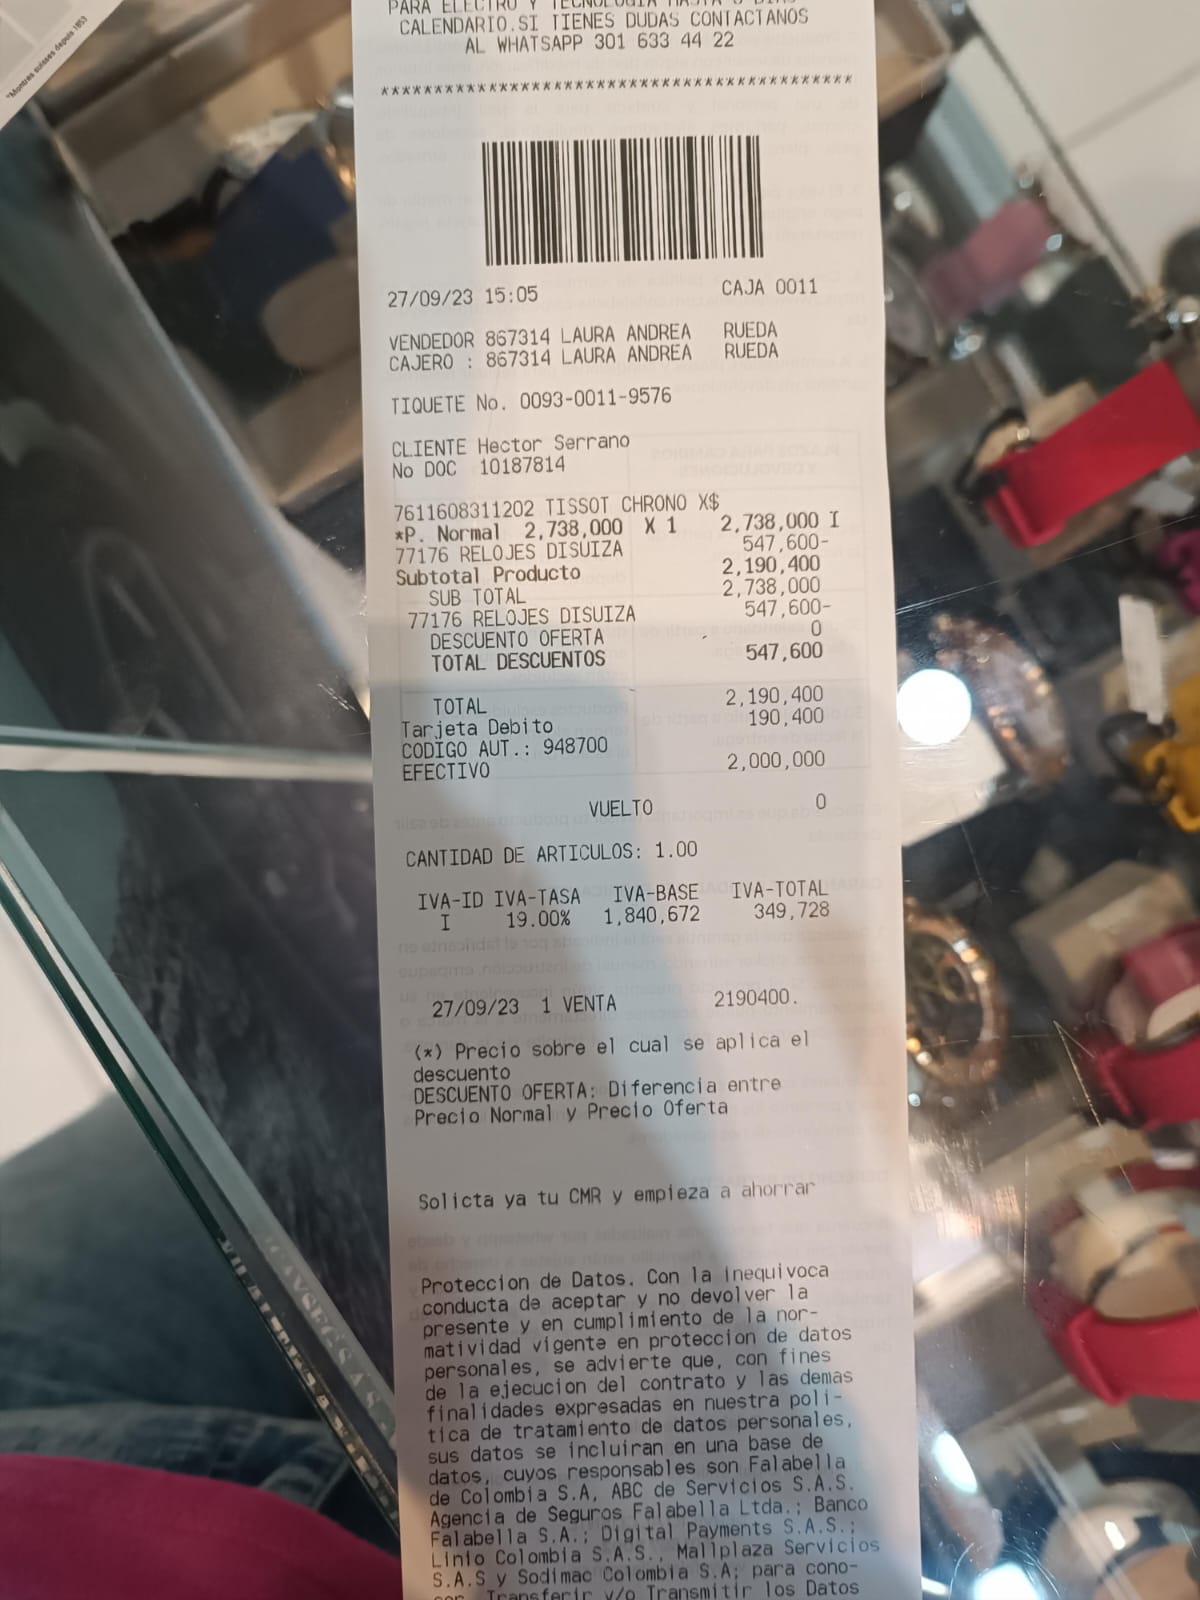 "Montres suisses depuis 1853
PARA ELECTRO Y TECNOLOGIA HASTA DIAS
CALENDARIO.SI TIENES DUDAS CONTACTANOS
AL WHATSAPP 301 633 44 22
********************************************
27/09/23 15:05 CAJA 0011
VENDEDOR 867314 LAURA ANDREA RUEDA
CAJERO : 867314 LAURA ANDREA RUEDA
TIQUETE No. 0093-0011-9576
CLIENTE Hector Serrano
No DOC 10187814
7611608311202 TISSOT CHRONO X$
*P. Normal 2,738,000 X 1 2,738,000 I
77176 RELOJES DISUIZA 547,600-
Subtotal Producto 2,190,400
SUB TOTAL 2,738,000
77176 RELOJES DISUIZA 547,600-
DESCUENTO OFERTA 0
TOTAL DESCUENTOS 547,600
TOTAL 2,190,400
Tarjeta Debito 190,400
CODIGO AUT.: 948700
EFECTIVO 2,000,000
VUELTO 0
CANTIDAD DE ARTICULOS: 1.00
IVA-ID IVA-TASA IVA-BASE IVA-TOTAL
I 19.00% 1,840,672 349,728
27/09/23 1 VENTA 2190400.
(*) Precio sobre el cual se aplica el
descuento
DESCUENTO OFERTA: Diferencia entre
Precio Normal y Precio Oferta
Solicta ya tu CMR y empieza a ahorrar
Proteccion de Datos. Con la inequivoca
conducta de aceptar y no devolver la
presente y en cumplimiento de la nor-
matividad vigente en proteccion de datos
personales, se advierte que, con fines
de la ejecucion del contrato y las demas
finalidades expresadas en nuestra poli-
tica de tratamiento de datos personales,
sus datos se incluiran en una base de
datos, cuyos responsables son Falabella
de Colombia S.A, ABC de Servicios S.A.S.
Agencia de Seguros Falabella Ltda.; Banco
Falabella S.A.; Digital Payments S.A.S.;
Linio Colombia S.A.S., Mallplaza Servicios
S.A.S y Sodimac Colombia S.A; para cono-
cer, Transferir y/o Transmitir los Datos